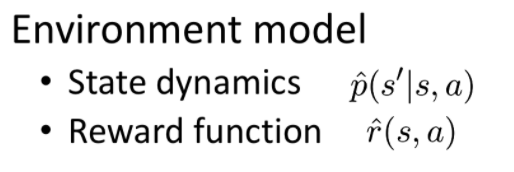 Environment model
• State dynamics p̂(s′|s, a)
• Reward function r̂(s, a)